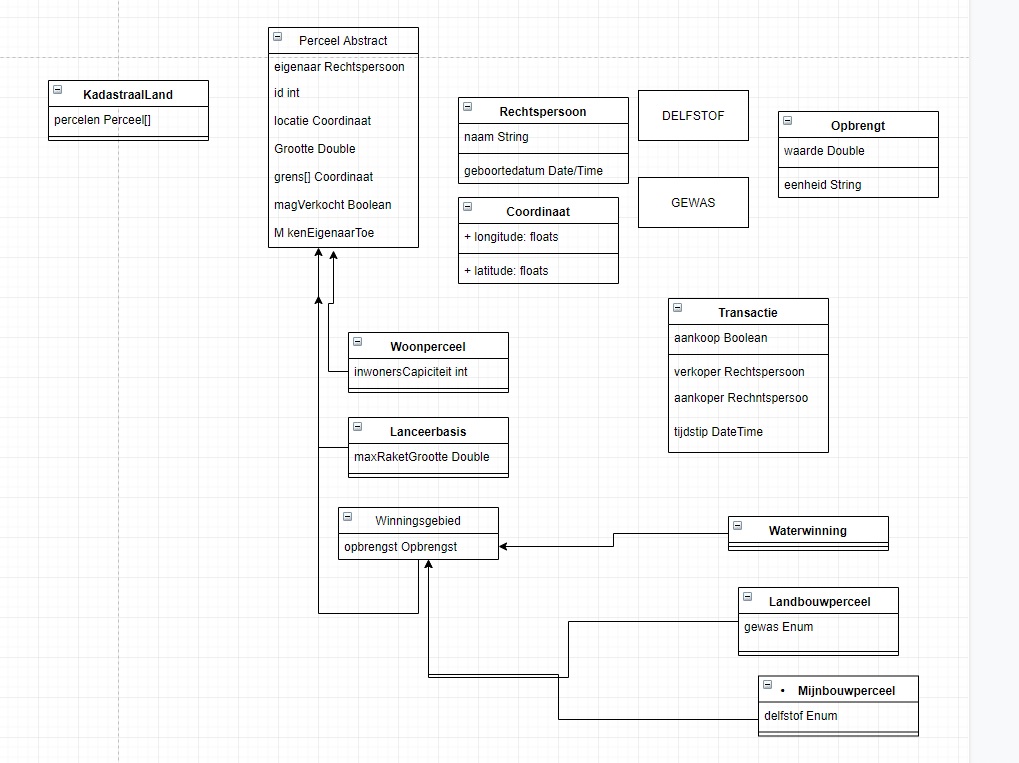 Perceel Abstract
eigenaar Rechtspersoon
id int
locatie Coordinaat
Grootte Double
grens[] Coordinaat
magVerkocht Boolean
M kenEigenaarToe
KadastraalLand
percelen Perceel[]
Rechtspersoon
naam String
geboortedatum Date/Time
DELFSTOF
Opbrengt
waarde Double
eenheid String
GEWAS
Coordinaat
+ longitude: floats
+ latitude: floats
Transactie
aankoop Boolean
verkoper Rechtspersoon
aankoper Rechntspersoo
tijdstip DateTime
Woonperceel
inwonersCapiciteit int
Lanceerbasis
maxRaketGrootte Double
Winningsgebied
opbrengst Opbrengst
Waterwinning
Landbouwperceel
gewas Enum
• Mijnbouwperceel
delfstof Enum